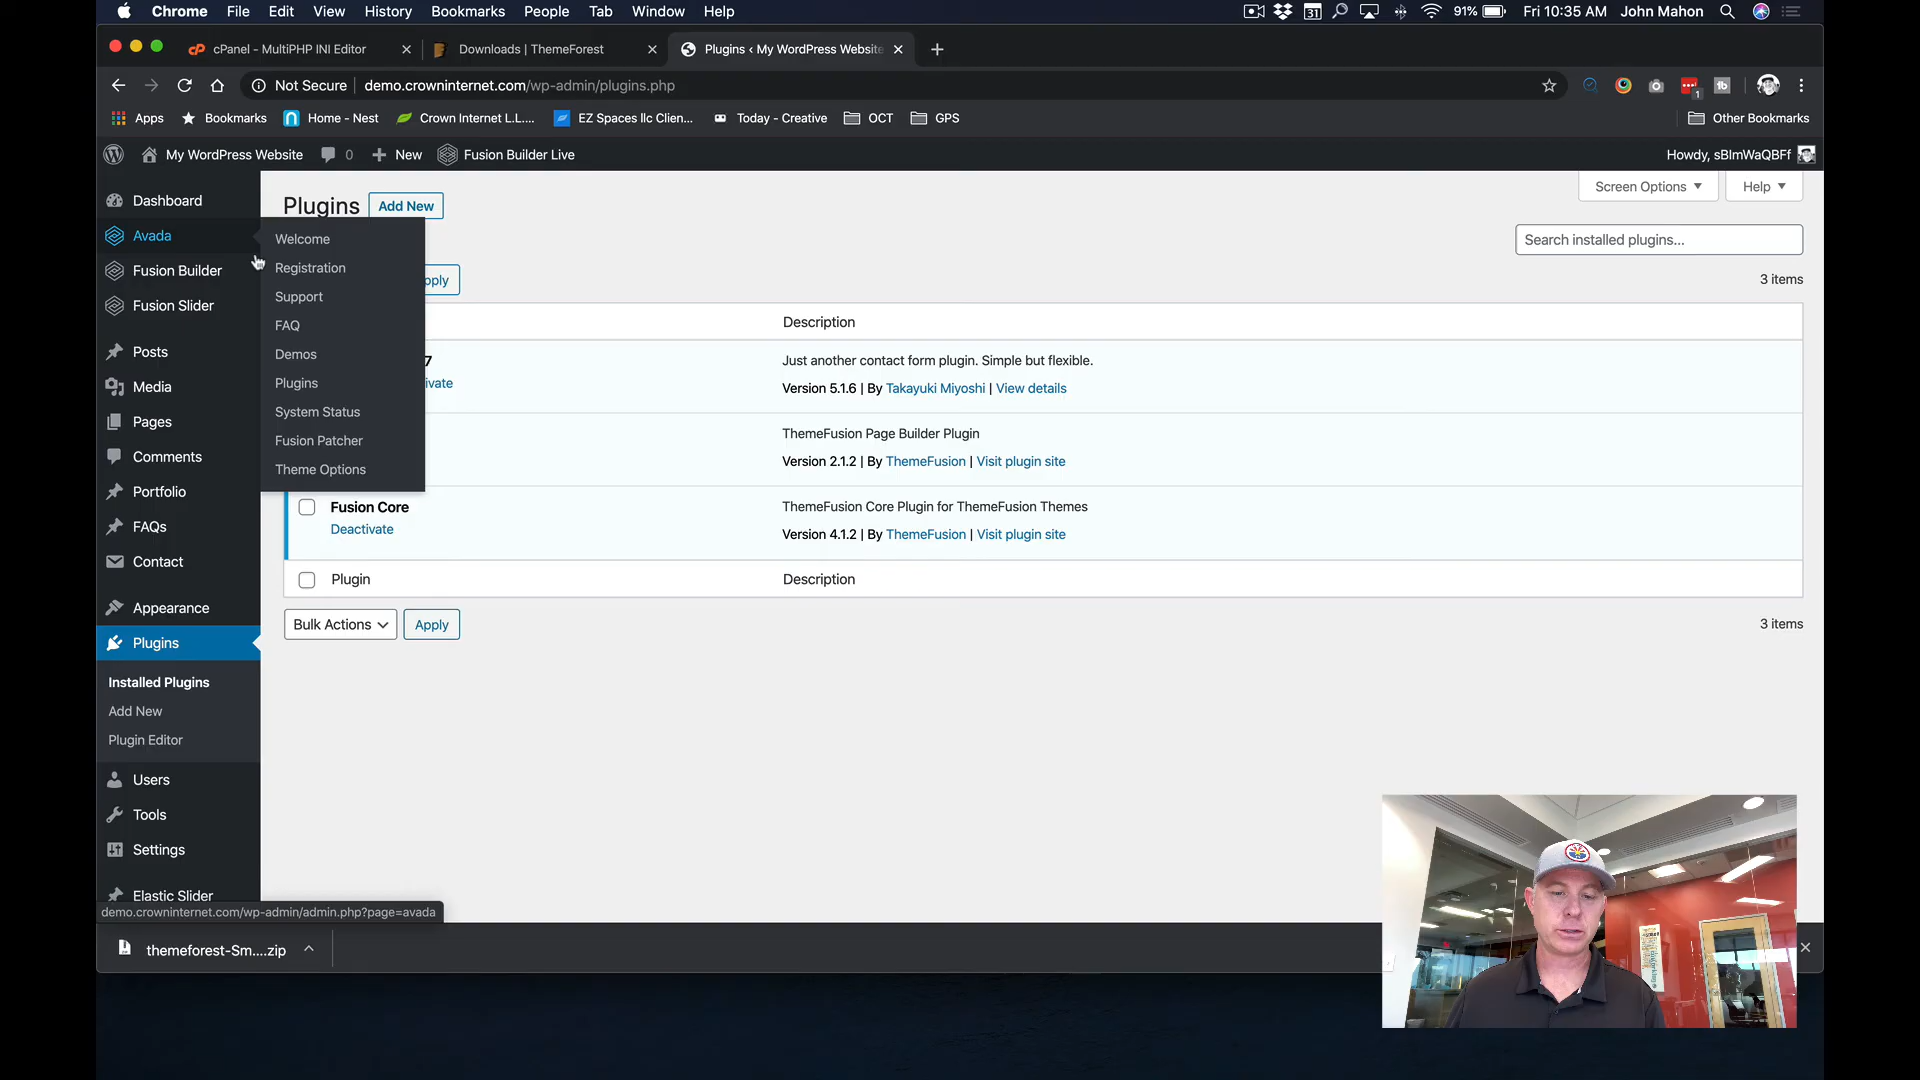 Chrome File Edit View History Bookmarks People Tab Window Help
31 91% Fri 10:35 AM John Mahon
cPanel - MultiPHP INI Editor
Downloads | ThemeForest
Plugins ‹ My WordPress Website
Not Secure demo.crowninternet.com/wp-admin/plugins.php
1
Apps Bookmarks Home - Nest Crown Internet L.L.... EZ Spaces llc Clien... Today - Creative OCT GPS Other Bookmarks
My WordPress Website 0 New Fusion Builder Live Howdy, sBlmWaQBFf
Screen Options Help
Dashboard
Avada
Fusion Builder
Fusion Slider
Posts
Media
Pages
Comments
Portfolio
FAQs
Contact
Appearance
Plugins
Installed Plugins
Add New
Plugin Editor
Users
Tools
Settings
Elastic Slider
Welcome
Registration
Support
FAQ
Demos
Plugins
System Status
Fusion Patcher
Theme Options
Plugins Add New
Search installed plugins...
pply
3 items
Description
7
ivate
Just another contact form plugin. Simple but flexible.
Version 5.1.6 | By Takayuki Miyoshi | View details
ThemeFusion Page Builder Plugin
Version 2.1.2 | By ThemeFusion | Visit plugin site
Fusion Core
Deactivate
ThemeFusion Core Plugin for ThemeFusion Themes
Version 4.1.2 | By ThemeFusion | Visit plugin site
Plugin Description
Bulk Actions Apply
3 items
demo.crowninternet.com/wp-admin/admin.php?page=avada
themeforest-Sm....zip